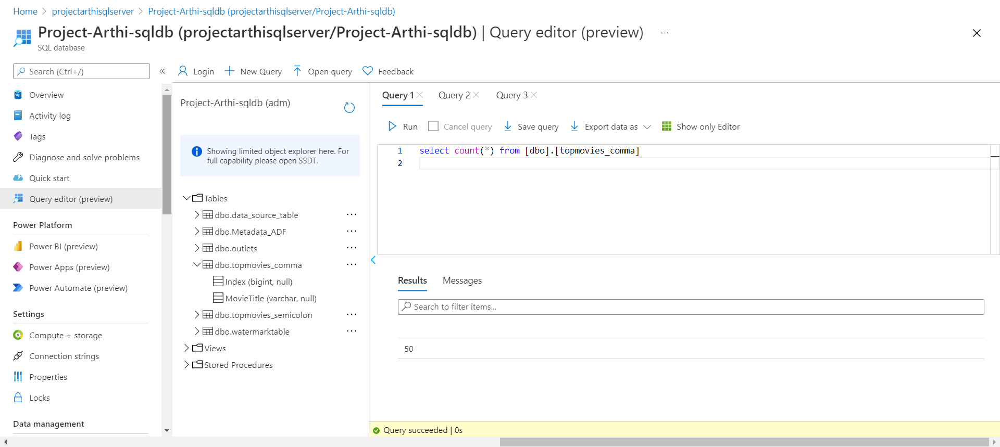 Home > projectarthisqlserver > Project-Arthi-sqldb (projectarthisqlserver/Project-Arthi-sqldb)
Project-Arthi-sqldb (projectarthisqlserver/Project-Arthi-sqldb) | Query editor (preview) ...
SQL database
Search (Ctrl+/)
«
Overview
Activity log
Tags
Diagnose and solve problems
Quick start
Query editor (preview)
Power Platform
Power BI (preview)
Power Apps (preview)
Power Automate (preview)
Settings
Compute + storage
Connection strings
Properties
Locks
Data management
Login
New Query
Open query
Feedback
Project-Arthi-sqldb (adm)
Showing limited object explorer here. For
full capability please open SSDT.
Tables
dbo.data_source_table ...
dbo.Metadata_ADF ...
dbo.outlets ...
dbo.topmovies_comma ...
Index (bigint, null)
MovieTitle (varchar, null)
dbo.topmovies_semicolon ...
dbo.watermarktable ...
Views
Stored Procedures
Query 1
Query 2
Query 3
Run
Cancel query
Save query
Export data as
Show only Editor
1 select count(*) from [dbo].[topmovies_comma]
2
Results
Messages
Search to filter items...
50
Query succeeded | 0s